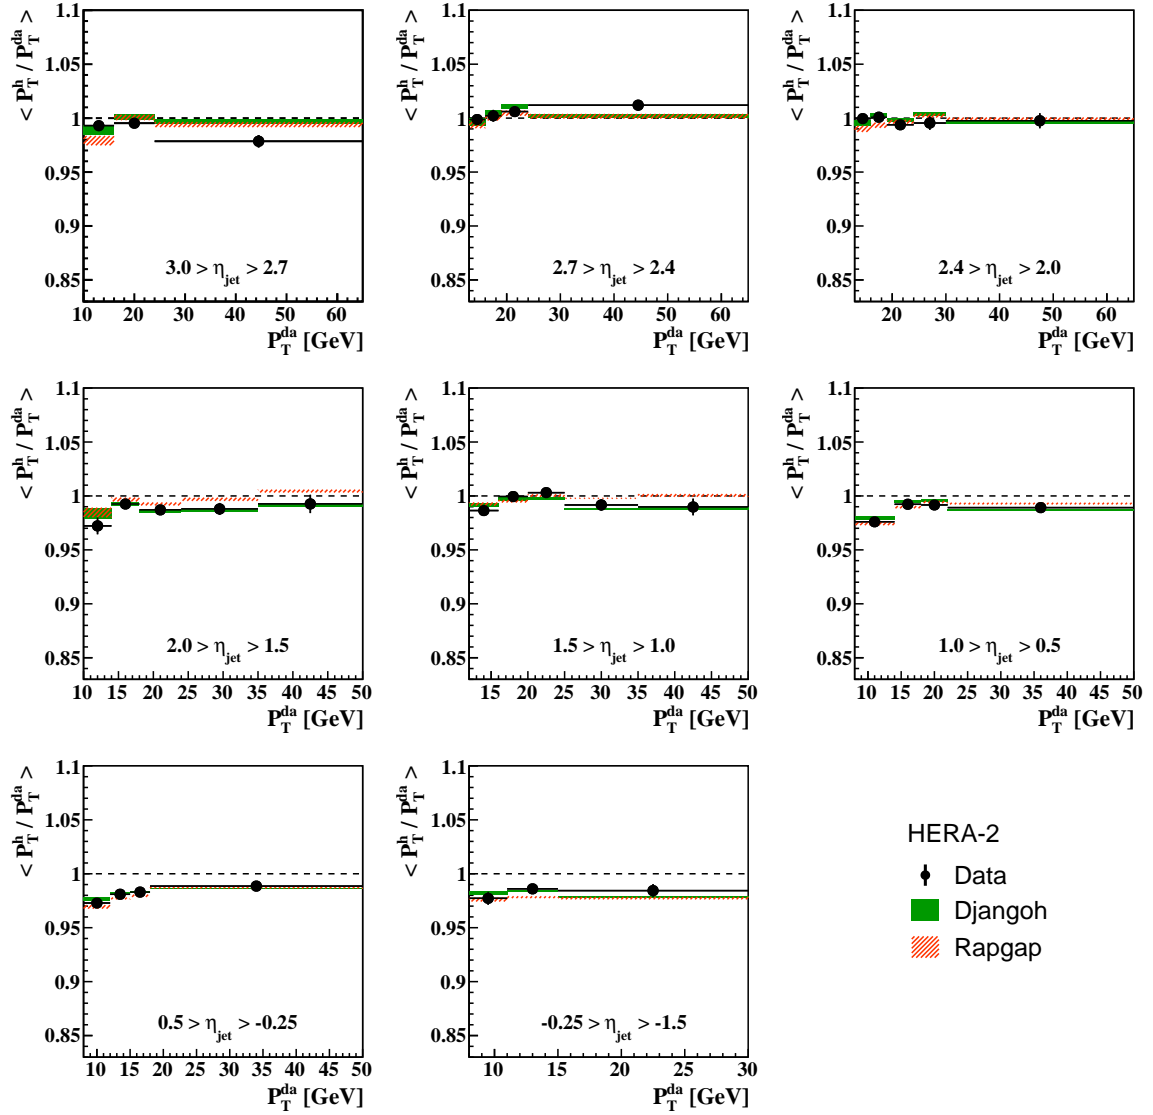 < P_T^h / P_T^da >
1.1
1.05
1
0.95
0.9
0.85
3.0 > η_jet > 2.7
10 20 30 40 50 60
P_T^da [GeV]
< P_T^h / P_T^da >
1.1
1.05
1
0.95
0.9
0.85
2.7 > η_jet > 2.4
20 30 40 50 60
P_T^da [GeV]
< P_T^h / P_T^da >
1.1
1.05
1
0.95
0.9
0.85
2.4 > η_jet > 2.0
20 30 40 50 60
P_T^da [GeV]
< P_T^h / P_T^da >
1.1
1.05
1
0.95
0.9
0.85
2.0 > η_jet > 1.5
10 15 20 25 30 35 40 45 50
P_T^da [GeV]
< P_T^h / P_T^da >
1.1
1.05
1
0.95
0.9
0.85
1.5 > η_jet > 1.0
15 20 25 30 35 40 45 50
P_T^da [GeV]
< P_T^h / P_T^da >
1.1
1.05
1
0.95
0.9
0.85
1.0 > η_jet > 0.5
10 15 20 25 30 35 40 45 50
P_T^da [GeV]
< P_T^h / P_T^da >
1.1
1.05
1
0.95
0.9
0.85
0.5 > η_jet > -0.25
10 15 20 25 30 35 40 45 50
P_T^da [GeV]
< P_T^h / P_T^da >
1.1
1.05
1
0.95
0.9
0.85
-0.25 > η_jet > -1.5
10 15 20 25 30
P_T^da [GeV]
HERA-2
Data
Djangoh
Rapgap